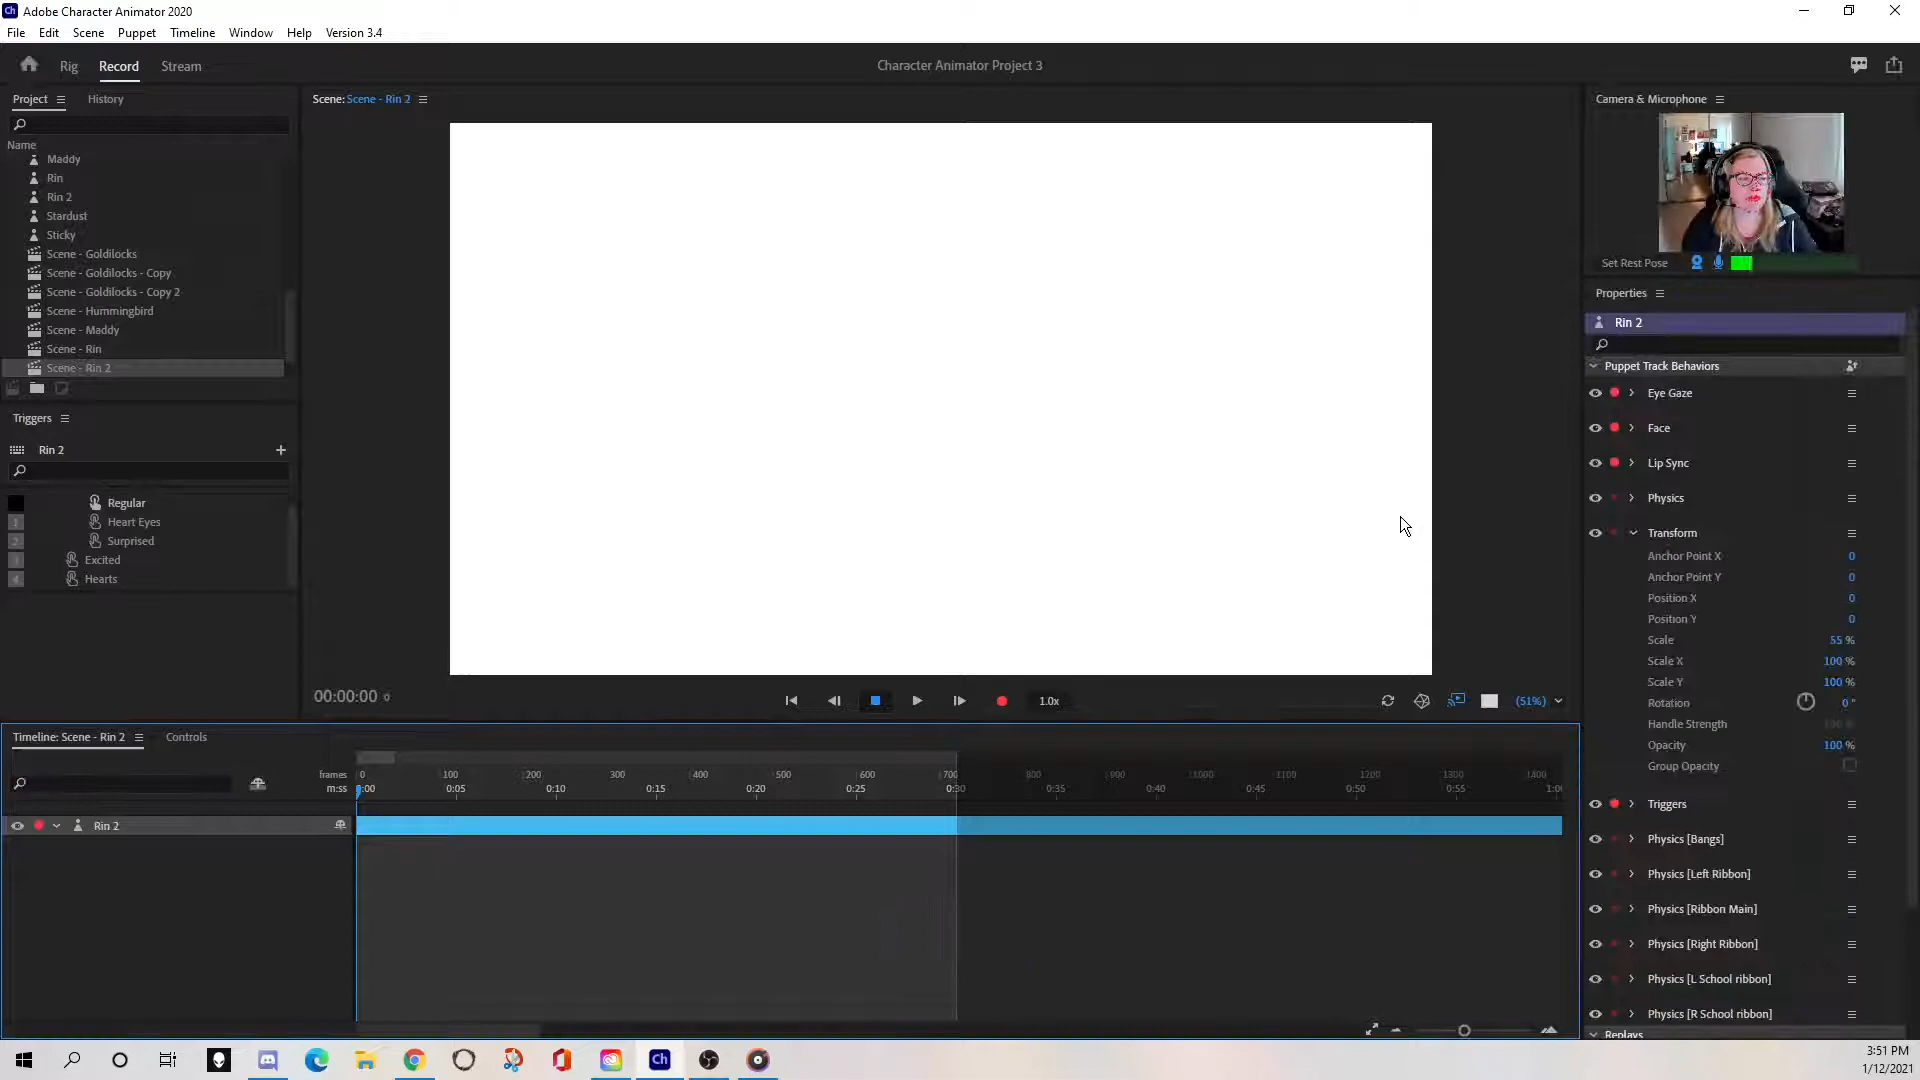 Ch Adobe Character Animator 2020
File Edit Scene Puppet Timeline Window Help Version 3.4
Rig Record Stream
Character Animator Project 3
Project History
Scene: Scene - Rin 2
Camera & Microphone
Name
Maddy
Rin
Rin 2
Stardust
Sticky
Scene - Goldilocks
Scene - Goldilocks - Copy
Scene - Goldilocks - Copy 2
Scene - Hummingbird
Scene - Maddy
Scene - Rin
Scene - Rin 2
Set Rest Pose
Triggers
Rin 2
Regular
1 Heart Eyes
2 Surprised
3 Excited
4 Hearts
00:00:00 0
1.0x
(51%)
Properties
Rin 2
Puppet Track Behaviors
Eye Gaze
Face
Lip Sync
Physics
Transform
Anchor Point X 0
Anchor Point Y 0
Position X 0
Position Y 0
Scale 55 %
Scale X 100 %
Scale Y 100 %
Rotation 0 °
Handle Strength
Opacity 100 %
Group Opacity
Triggers
Physics [Bangs]
Physics [Left Ribbon]
Physics [Ribbon Main]
Physics [Right Ribbon]
Physics [L School ribbon]
Physics [R School ribbon]
Replays
Timeline: Scene - Rin 2 Controls
frames 0 100 200 300 400 500 600 700 800 900 1000 1100 1200 1300 1400
m:ss 0:00 0:05 0:10 0:15 0:20 0:25 0:30 0:35 0:40 0:45 0:50 0:55 1:0
Rin 2
Ch
3:51 PM
1/12/2021